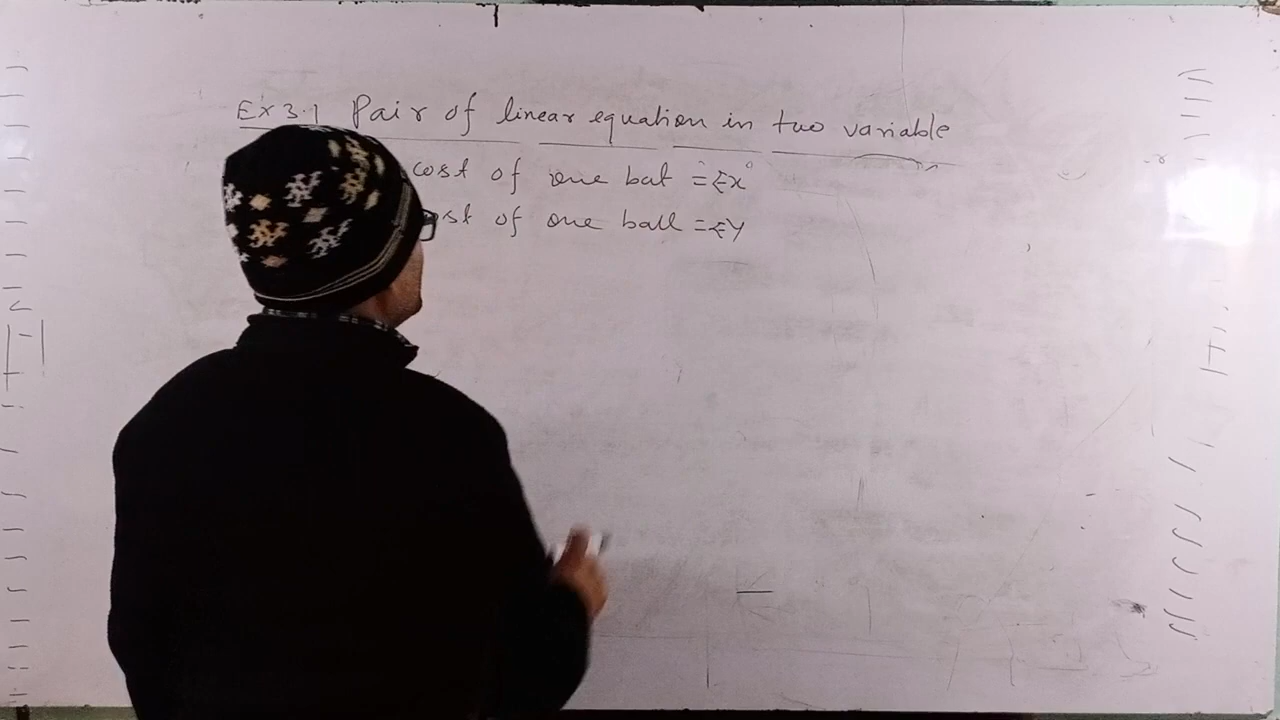 Ex 3.1 Pair of linear equation in two variable
cost of one bat = ₹x
of one ball = ₹y